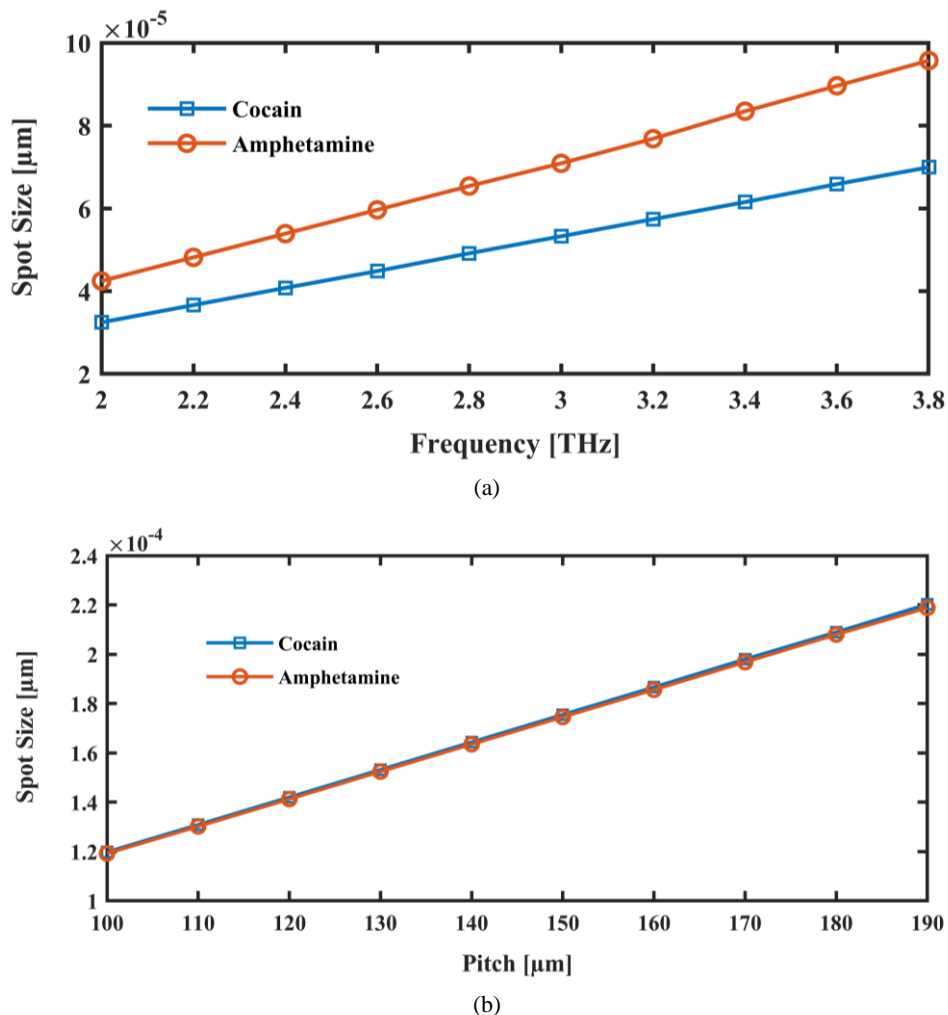 ×10⁻⁵
10
8
6
4
2
Spot Size [µm]
Cocain
Amphetamine
2 2.2 2.4 2.6 2.8 3 3.2 3.4 3.6 3.8
Frequency [THz]
(a)
×10⁻⁴
2.4
2.2
2
1.8
1.6
1.4
1.2
1
Spot Size [µm]
Cocain
Amphetamine
100 110 120 130 140 150 160 170 180 190
Pitch [µm]
(b)